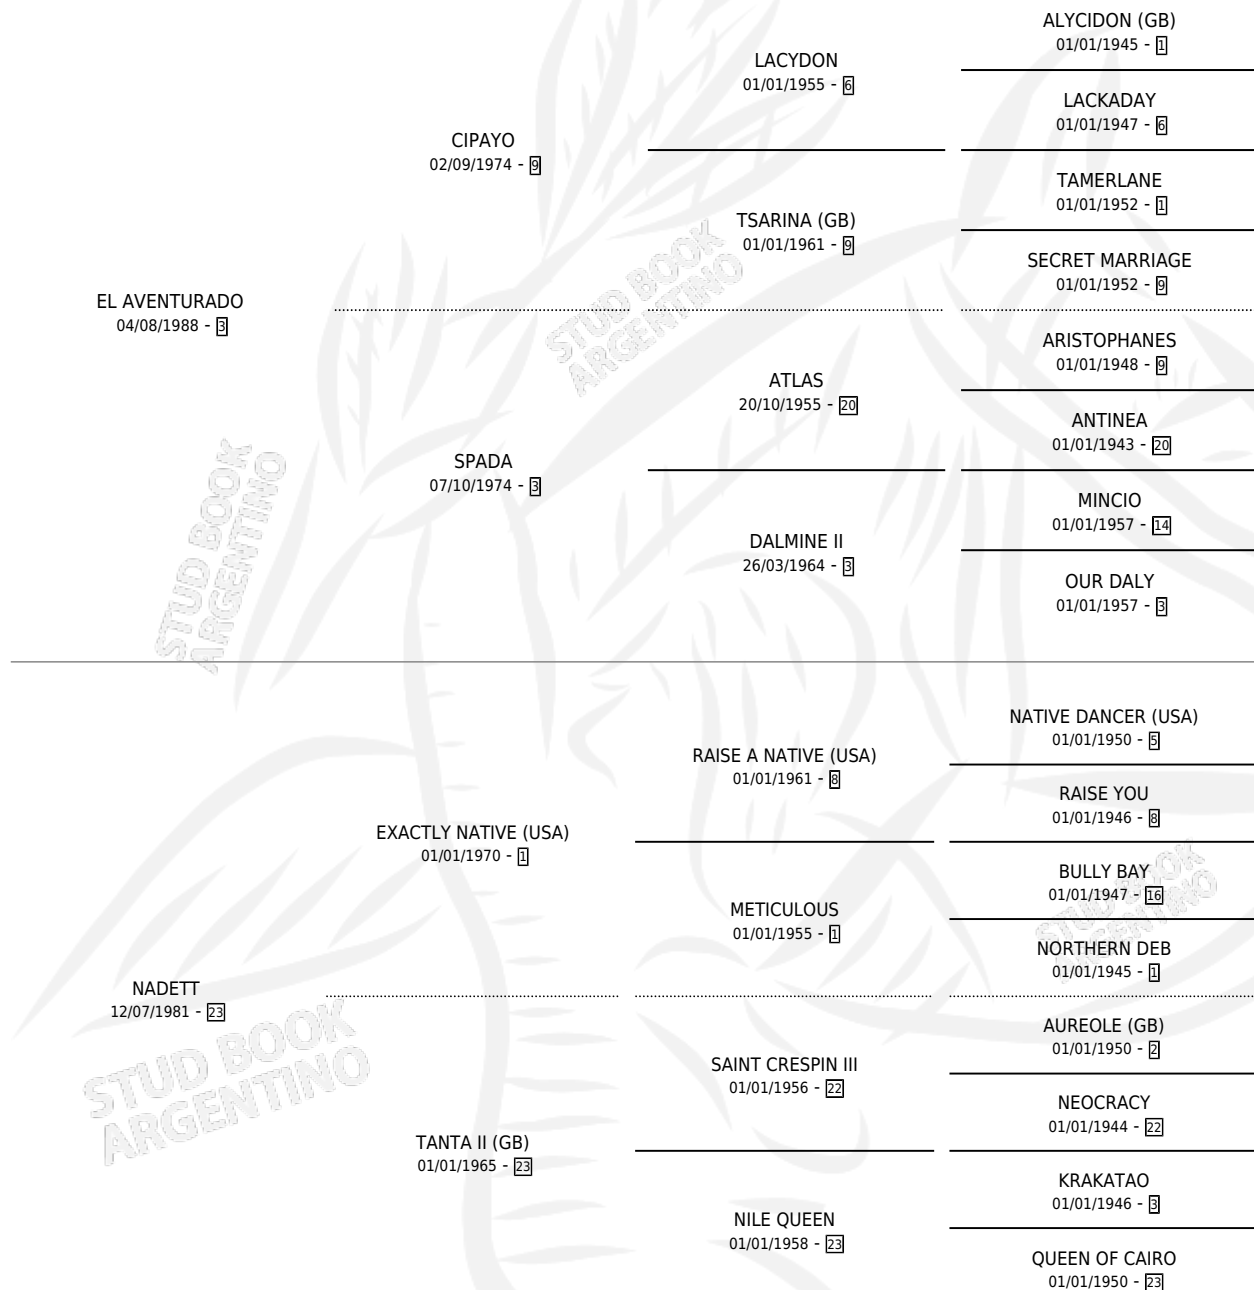 ALYCIDON (GB)
01/01/1945 - 1
LACYDON
01/01/1955 - 6
LACKADAY
01/01/1947 - 6
CIPAYO
02/09/1974 - 9
TAMERLANE
01/01/1952 - 1
TSARINA (GB)
01/01/1961 - 9
SECRET MARRIAGE
01/01/1952 - 9
EL AVENTURADO
04/08/1988 - 3
ARISTOPHANES
01/01/1948 - 9
ATLAS
20/10/1955 - 20
ANTINEA
01/01/1943 - 20
SPADA
07/10/1974 - 3
MINCIO
01/01/1957 - 14
DALMINE II
26/03/1964 - 3
OUR DALY
01/01/1957 - 3
NATIVE DANCER (USA)
01/01/1950 - 5
RAISE A NATIVE (USA)
01/01/1961 - 8
RAISE YOU
01/01/1946 - 8
EXACTLY NATIVE (USA)
01/01/1970 - 1
BULLY BAY
01/01/1947 - 16
METICULOUS
01/01/1955 - 1
NORTHERN DEB
01/01/1945 - 1
NADETT
12/07/1981 - 23
AUREOLE (GB)
01/01/1950 - 2
SAINT CRESPIN III
01/01/1956 - 22
NEOCRACY
01/01/1944 - 22
TANTA II (GB)
01/01/1965 - 23
KRAKATAO
01/01/1946 - 3
NILE QUEEN
01/01/1958 - 23
QUEEN OF CAIRO
01/01/1950 - 23
STUD BOOK
ARGENTINO
STUD BOOK
ARGENTINO
STUD BOOK
ARGENTINO
STUD BOOK
ARGENTINO